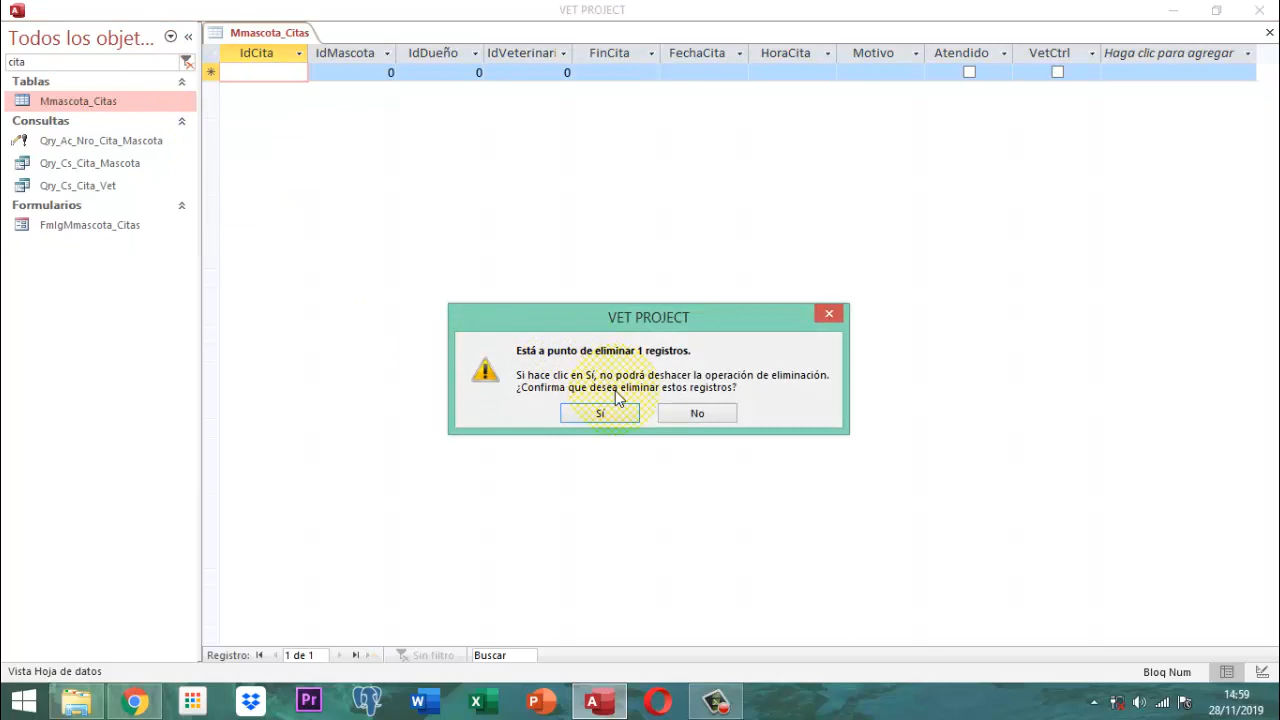 VET PROJECT
Todos los objet...
cita
Tablas
Mmascota_Citas
Consultas
Qry_Ac_Nro_Cita_Mascota
Qry_Cs_Cita_Mascota
Qry_Cs_Cita_Vet
Formularios
FmIgMmascota_Citas
Mmascota_Citas
IdCita IdMascota IdDueño IdVeterinari FinCita FechaCita HoraCita Motivo Atendido VetCtrl Haga clic para agregar
0 0 0
VET PROJECT
Está a punto de eliminar 1 registros.
Si hace clic en Sí, no podrá deshacer la operación de eliminación.
¿Confirma que desea eliminar estos registros?
Sí No
Registro: 1 de 1 Sin filtro Buscar
Vista Hoja de datos Bloq Num
14:59
28/11/2019